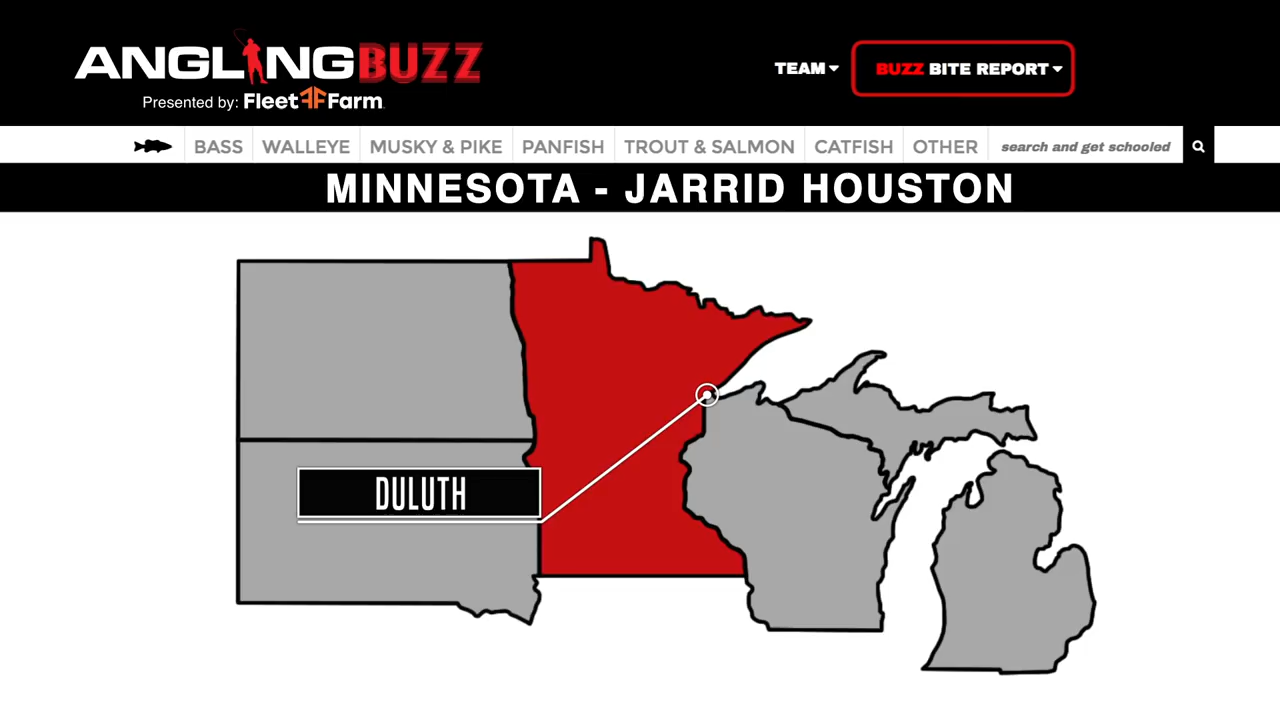 ANGLINGBUZZ
Presented by: Fleet Farm
TEAM
BUZZ BITE REPORT
BASS
WALLEYE
MUSKY & PIKE
PANFISH
TROUT & SALMON
CATFISH
OTHER
search and get schooled
MINNESOTA - JARRID HOUSTON
DULUTH